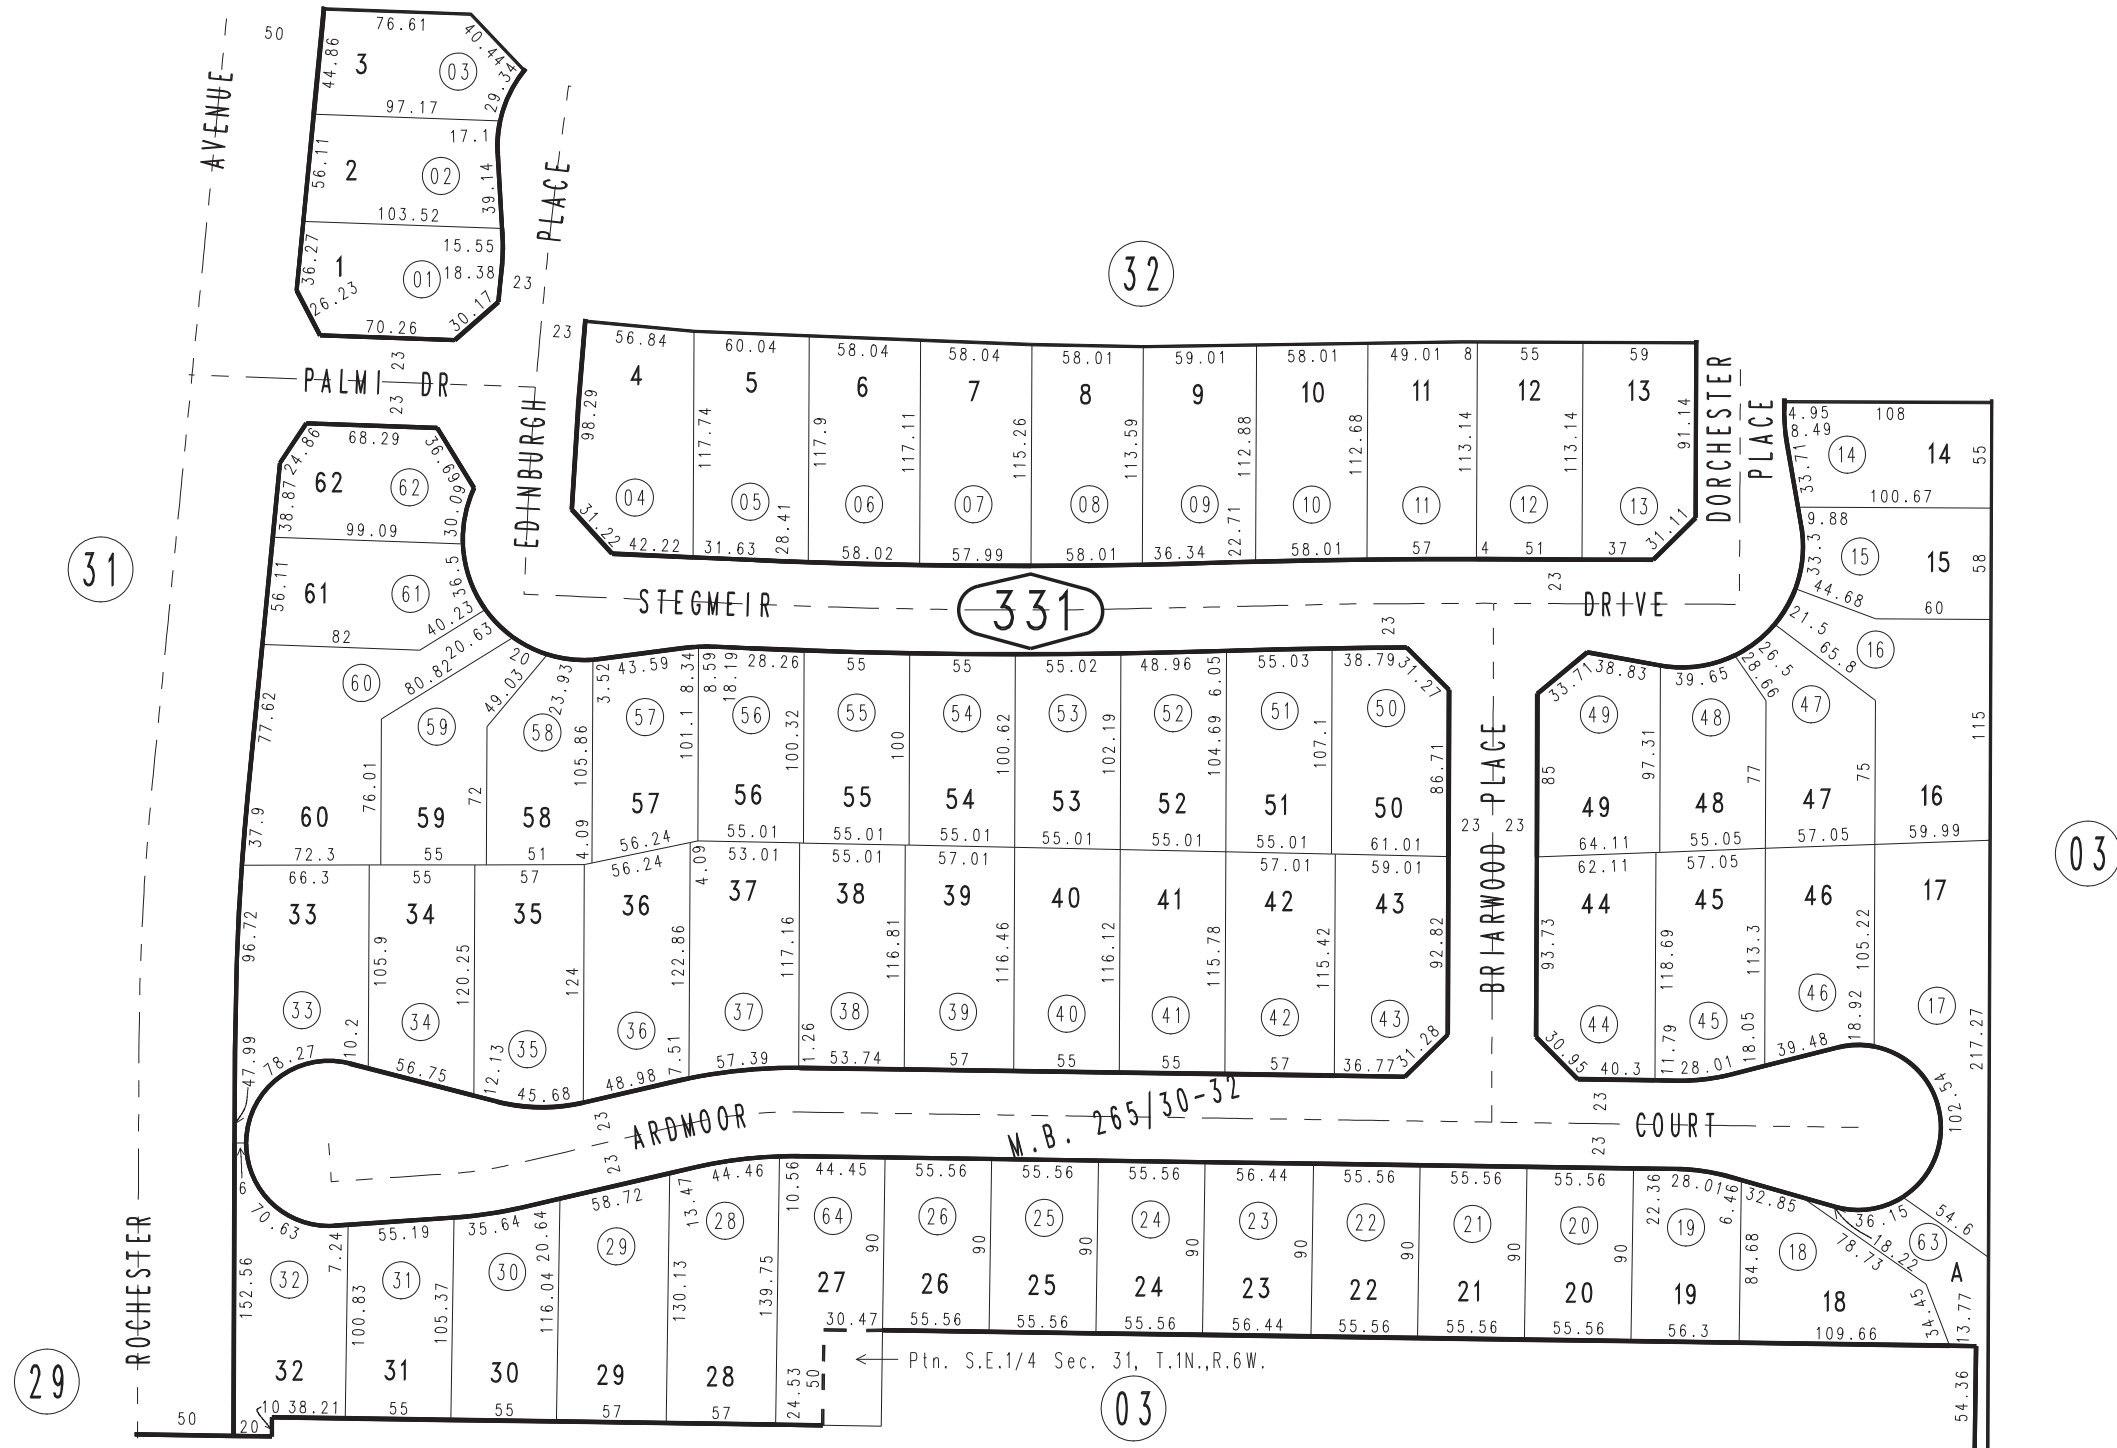 50
AVENUE
76.61
40.44
44.86
3
03
29.34
97.17
17.1
56.11
2
02
39.14
103.52
15.55
36.27
1
01
18.38
26.23
70.26
30.17
PLACE
23
32
23
PALMI DR
23
23
EDINBURGH
56.84 60.04 58.04 58.04 58.01 59.01 58.01 49.01 8 55 59
4 5 6 7 8 9 10 11 12 13
98.29 117.74 117.9 117.11 115.26 113.59 112.88 112.68 113.14 113.14 91.14
04 05 06 07 08 09 10 11 12 13
28.41 22.71
31.22 42.22 31.63 58.02 57.99 58.01 36.34 58.01 57 4 51 37 31.11
DORCHESTER
PLACE
4.95 108
8.49
14 14
33.71 55
100.67
9.88
33.3 15 15 58
44.68 60
21.5 16
65.8
26.5
28.66
47
68.29
24.86 36.69
62 62
38.87 30.09
99.09
31
61 61
56.11 36.5
82 40.23
STEGMEIR
331
DRIVE
23
23
60
80.82 20.63
20
49.03
23.93
3.52 43.59 8.34 8.59 18.19 28.26 55 55 55.02 48.96 6.05 55.03 38.79 31.27
33.71 38.83 39.65
59 58 57 56 55 54 53 52 51 50 49 48
77.62 76.01 72 105.86 101.1 100.32 100 100.62 102.19 104.69 107.1 86.71 85 97.31 77 75 115
37.9 60 59 58 57 56 55 54 53 52 51 50 49 48 47 16
4.09
72.3 55 51 56.24 55.01 55.01 55.01 55.01 55.01 55.01 61.01 64.11 55.05 57.05 59.99
23 23
BRIARWOOD PLACE
03
66.3 55 57 56.24 4.09 53.01 55.01 57.01 57.01 59.01 62.11 57.05
33 34 35 36 37 38 39 40 41 42 43 44 45 46 17
96.72 105.9 120.25 124 122.86 117.16 116.81 116.46 116.12 115.78 115.42 92.82 93.73 118.69 113.3 105.22
33 34 35 36 37 38 39 40 41 42 43 44 45 46 17
47.99 78.27 10.2 56.75 12.13 45.68 48.98 7.51 57.39 1.26 53.74 57 55 55 57 36.77 31.28 30.95 40.3 11.79 28.01 18.05 39.48 18.92 217.27
102.54
23
ARDMOOR
23
M.B. 265/30-32
23
COURT
23
6
70.63 55.19 35.64 58.72 44.46 44.45 55.56 55.56 55.56 56.44 55.56 55.56 55.56 28.01 32.85 36.15 54.6
7.24 20.64 13.47 10.56 22.36 6.46 18.22
32 31 30 29 28 64 26 25 24 23 22 21 20 19 18 63
78.73
152.56 100.83 105.37 116.04 130.13 139.75 90 90 90 90 90 90 90 84.68
27 26 25 24 23 22 21 20 19 18 A
34.45 13.77
30.47 55.56 55.56 55.56 56.44 55.56 55.56 55.56 56.3 109.66
ROCHESTER
32 31 30 29 28
24.53 50
Ptn. S.E.1/4 Sec. 31, T.1N.,R.6W.
29
03
54.36
50 20 10 38.21 55 55 57 57